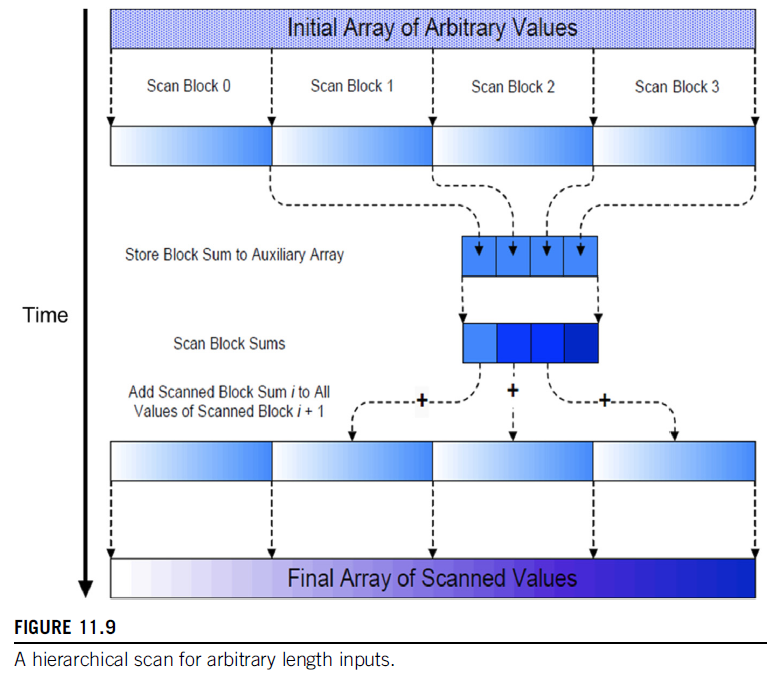 Initial Array of Arbitrary Values
Scan Block 0
Scan Block 1
Scan Block 2
Scan Block 3
Store Block Sum to Auxiliary Array
Time
Scan Block Sums
Add Scanned Block Sum i to All
Values of Scanned Block i + 1
+
+
+
Final Array of Scanned Values
FIGURE 11.9
A hierarchical scan for arbitrary length inputs.